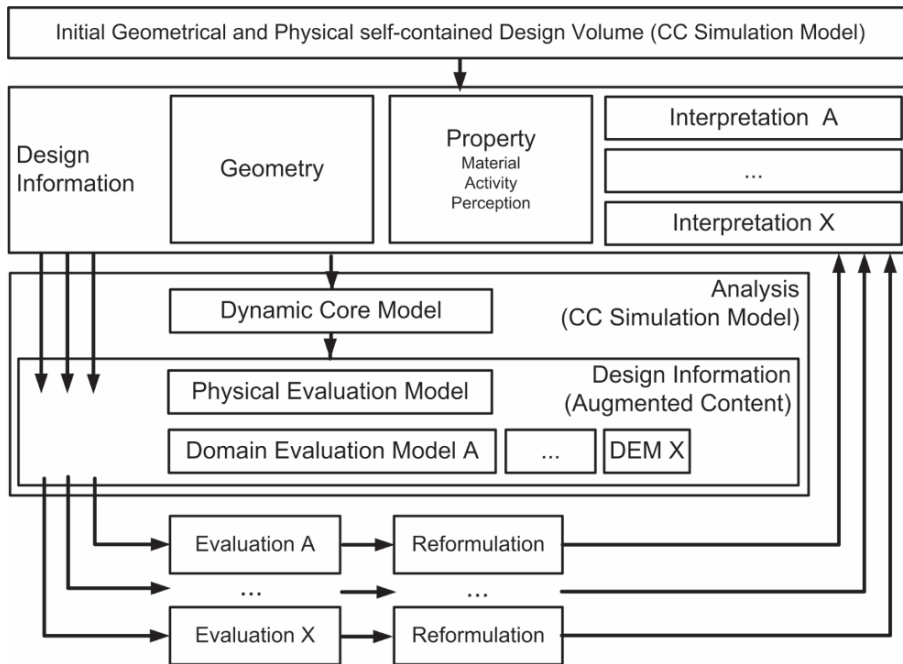 Initial Geometrical and Physical self-contained Design Volume (CC Simulation Model)
Design
Information
Geometry
Property
Material
Activity
Perception
Interpretation A
...
Interpretation X
Analysis
(CC Simulation Model)
Dynamic Core Model
Design Information
(Augmented Content)
Physical Evaluation Model
Domain Evaluation Model A
...
DEM X
Evaluation A
Reformulation
...
...
Evaluation X
Reformulation